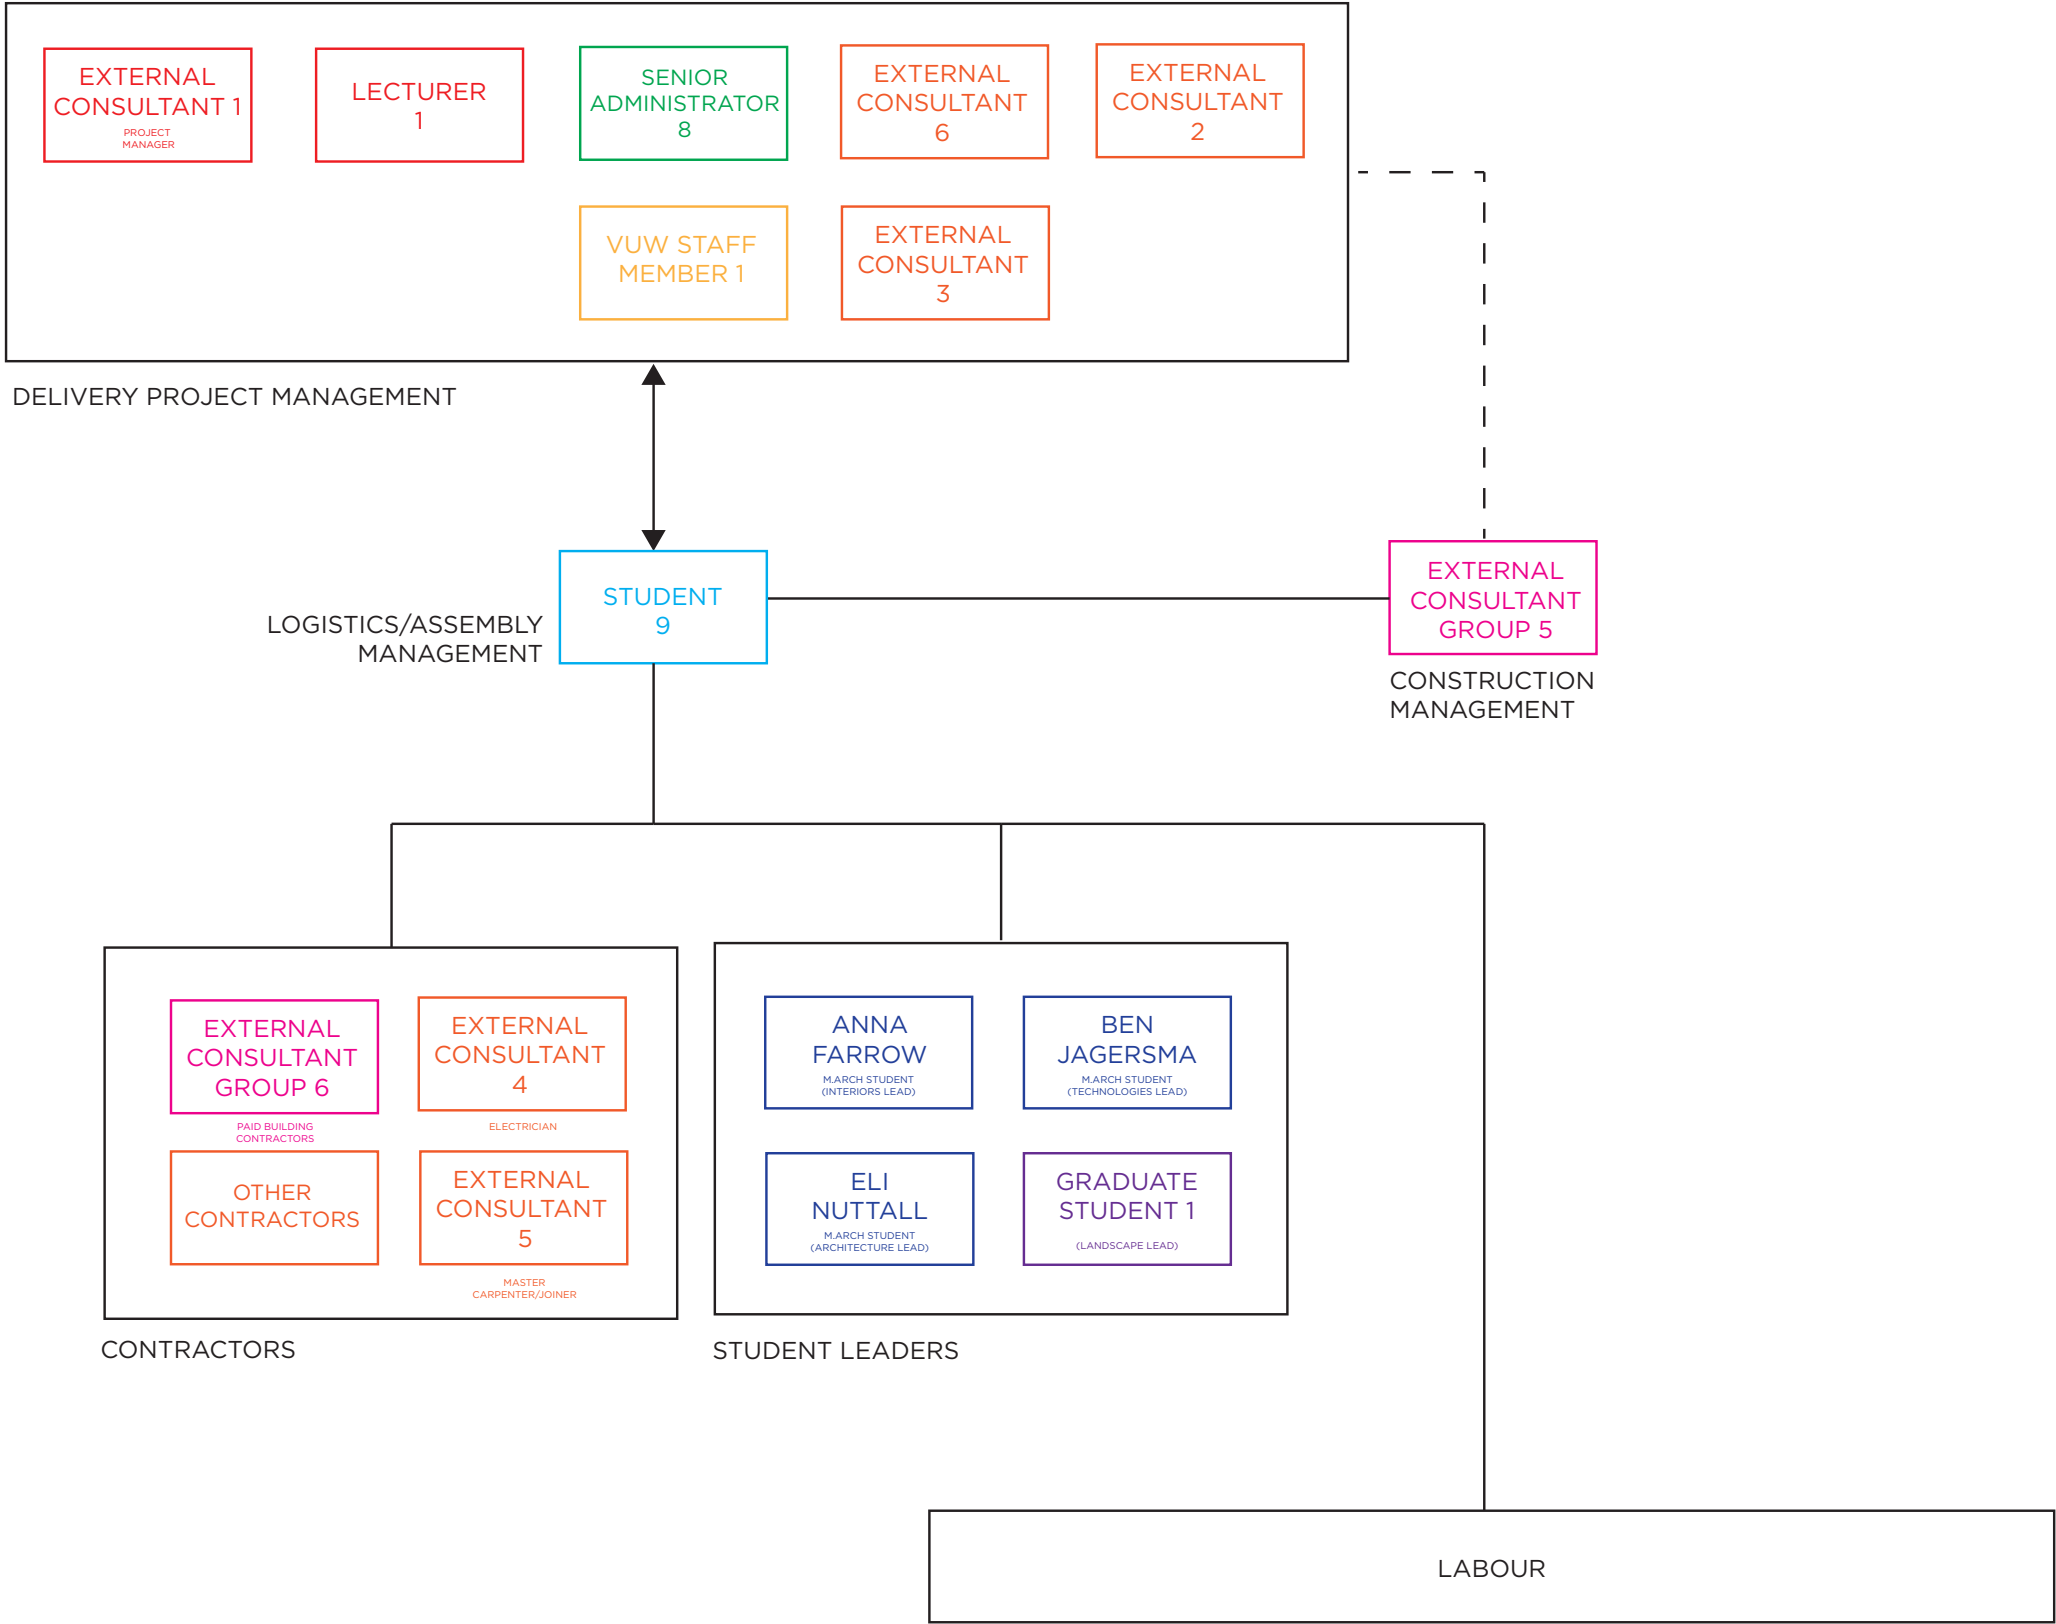 EXTERNAL
CONSULTANT 1
PROJECT
MANAGER
LECTURER
1
SENIOR
ADMINISTRATOR
8
EXTERNAL
CONSULTANT
6
EXTERNAL
CONSULTANT
2
VUW STAFF
MEMBER 1
EXTERNAL
CONSULTANT
3
DELIVERY PROJECT MANAGEMENT
LOGISTICS/ASSEMBLY
MANAGEMENT
STUDENT
9
EXTERNAL
CONSULTANT
GROUP 5
CONSTRUCTION
MANAGEMENT
EXTERNAL
CONSULTANT
GROUP 6
PAID BUILDING
CONTRACTORS
EXTERNAL
CONSULTANT
4
ELECTRICIAN
OTHER
CONTRACTORS
EXTERNAL
CONSULTANT
5
MASTER
CARPENTER/JOINER
CONTRACTORS
ANNA
FARROW
M.ARCH STUDENT
(INTERIORS LEAD)
BEN
JAGERSMA
M.ARCH STUDENT
(TECHNOLOGIES LEAD)
ELI
NUTTALL
M.ARCH STUDENT
(ARCHITECTURE LEAD)
GRADUATE
STUDENT 1
(LANDSCAPE LEAD)
STUDENT LEADERS
LABOUR